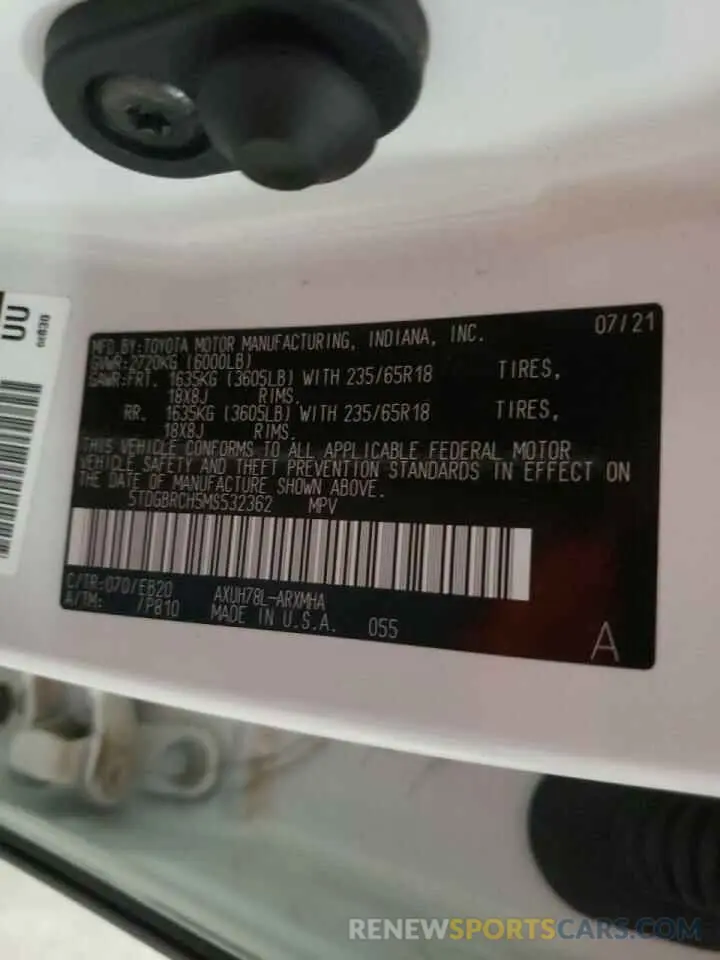 UU
MFD.BY:TOYOTA MOTOR MANUFACTURING, INDIANA, INC. 07/21
GVWR:2720KG (6000LB)
GAWR:FRT. 1635KG (3605LB) WITH 235/65R18 TIRES,
18X8J RIMS.
RR. 1635KG (3605LB) WITH 235/65R18 TIRES,
18X8J RIMS.
THIS VEHICLE CONFORMS TO ALL APPLICABLE FEDERAL MOTOR
VEHICLE SAFETY AND THEFT PREVENTION STANDARDS IN EFFECT ON
THE DATE OF MANUFACTURE SHOWN ABOVE.
5TDGBRCH5MS532362 MPV
C/TR:070/EB20 AXUH78L-ARXMHA
A/TM: /P810 MADE IN U.S.A. 055
A
RENEWSPORTSCARS.COM